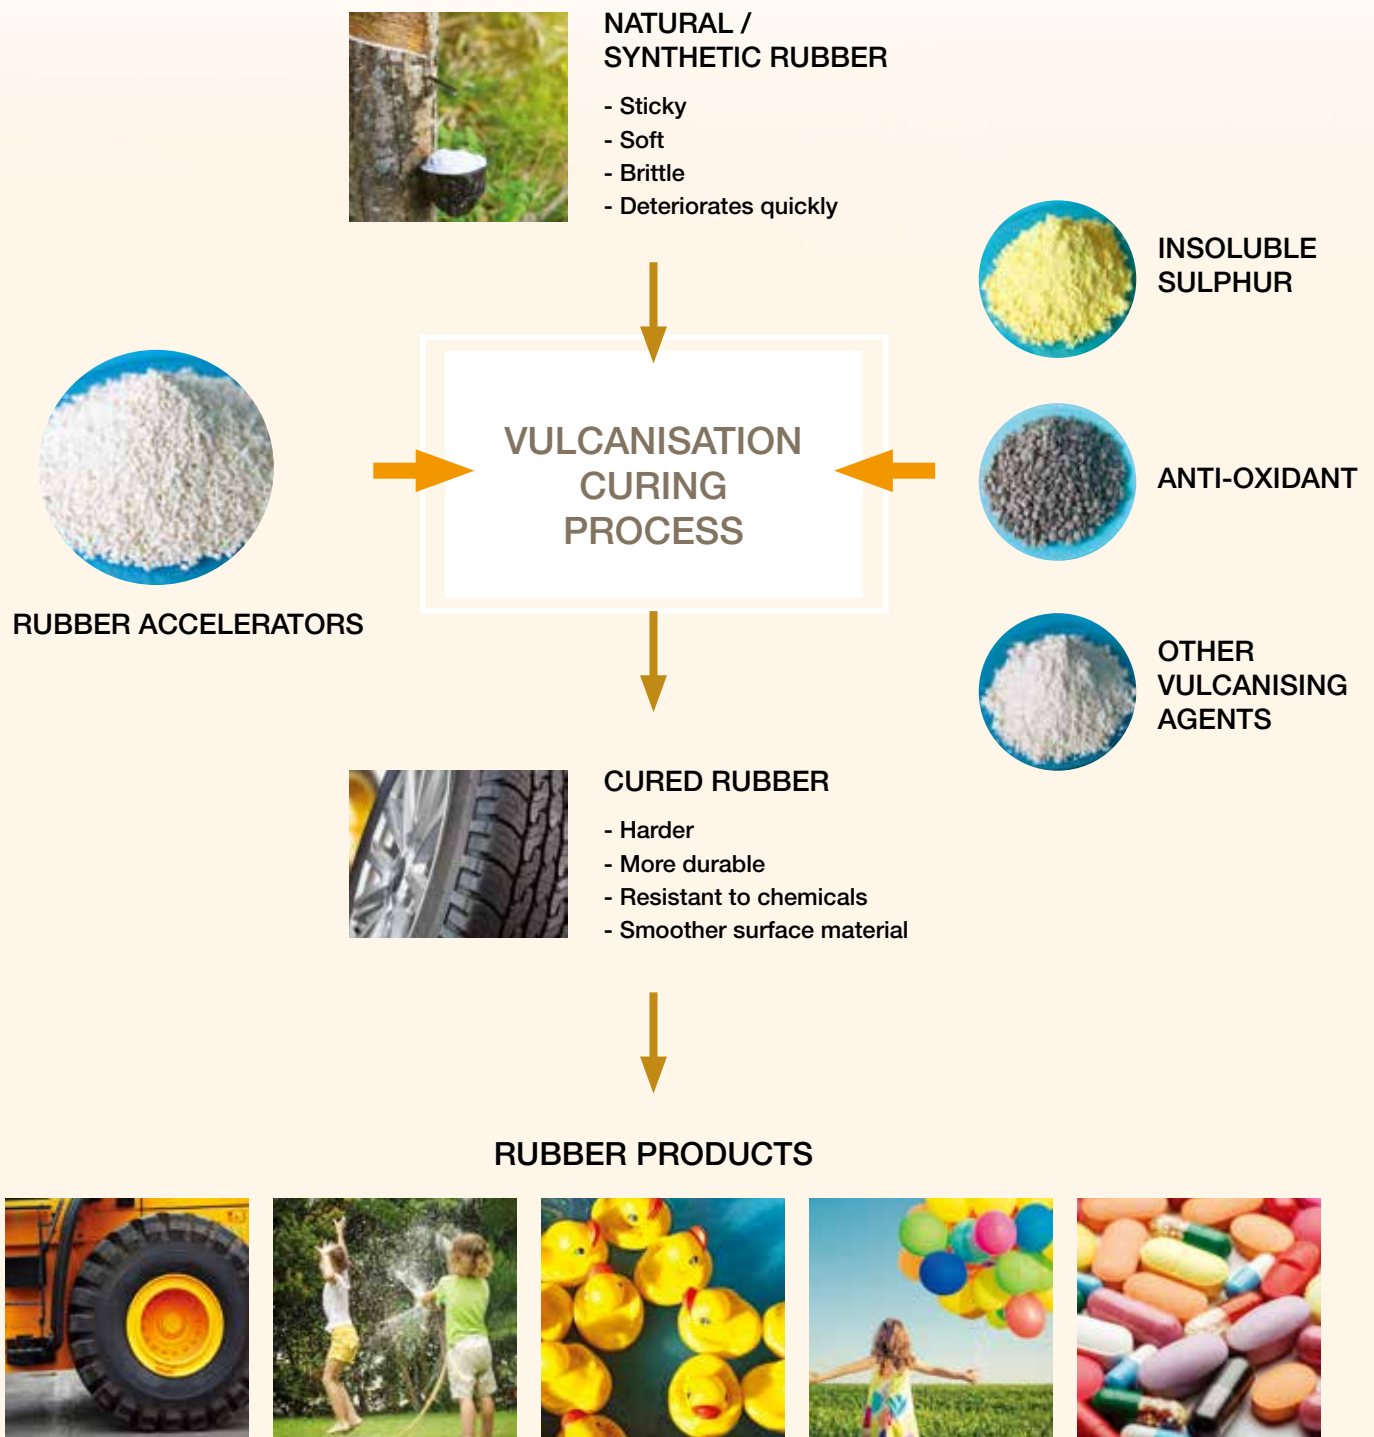 NATURAL /
SYNTHETIC RUBBER
- Sticky
- Soft
- Brittle
- Deteriorates quickly
INSOLUBLE
SULPHUR
VULCANISATION
CURING
PROCESS
ANTI-OXIDANT
RUBBER ACCELERATORS
OTHER
VULCANISING
AGENTS
CURED RUBBER
- Harder
- More durable
- Resistant to chemicals
- Smoother surface material
RUBBER PRODUCTS